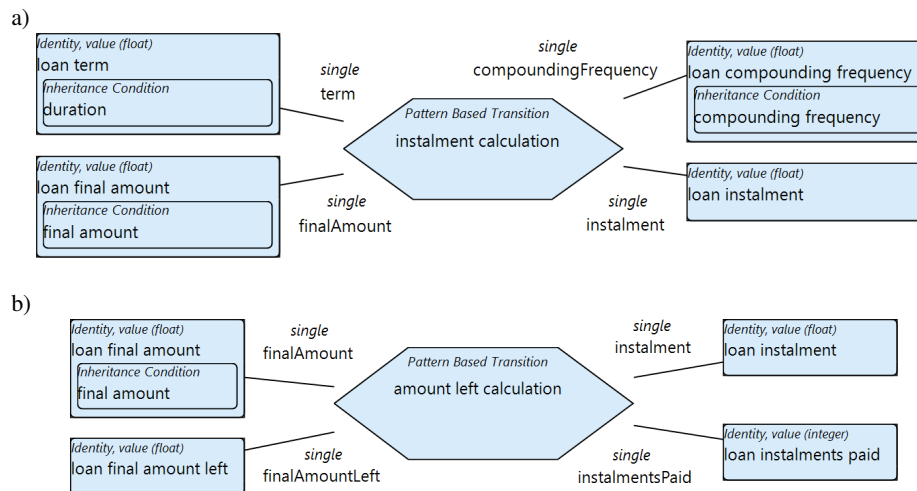 a)
Identity, value (float)
loan term
Inheritance Condition
duration
single
term
single
compoundingFrequency
Identity, value (float)
loan compounding frequency
Inheritance Condition
compounding frequency
Pattern Based Transition
instalment calculation
Identity, value (float)
loan final amount
Inheritance Condition
final amount
single
finalAmount
single
instalment
Identity, value (float)
loan instalment
b)
Identity, value (float)
loan final amount
Inheritance Condition
final amount
single
finalAmount
Pattern Based Transition
amount left calculation
single
instalment
Identity, value (float)
loan instalment
Identity, value (float)
loan final amount left
single
finalAmountLeft
single
instalmentsPaid
Identity, value (integer)
loan instalments paid